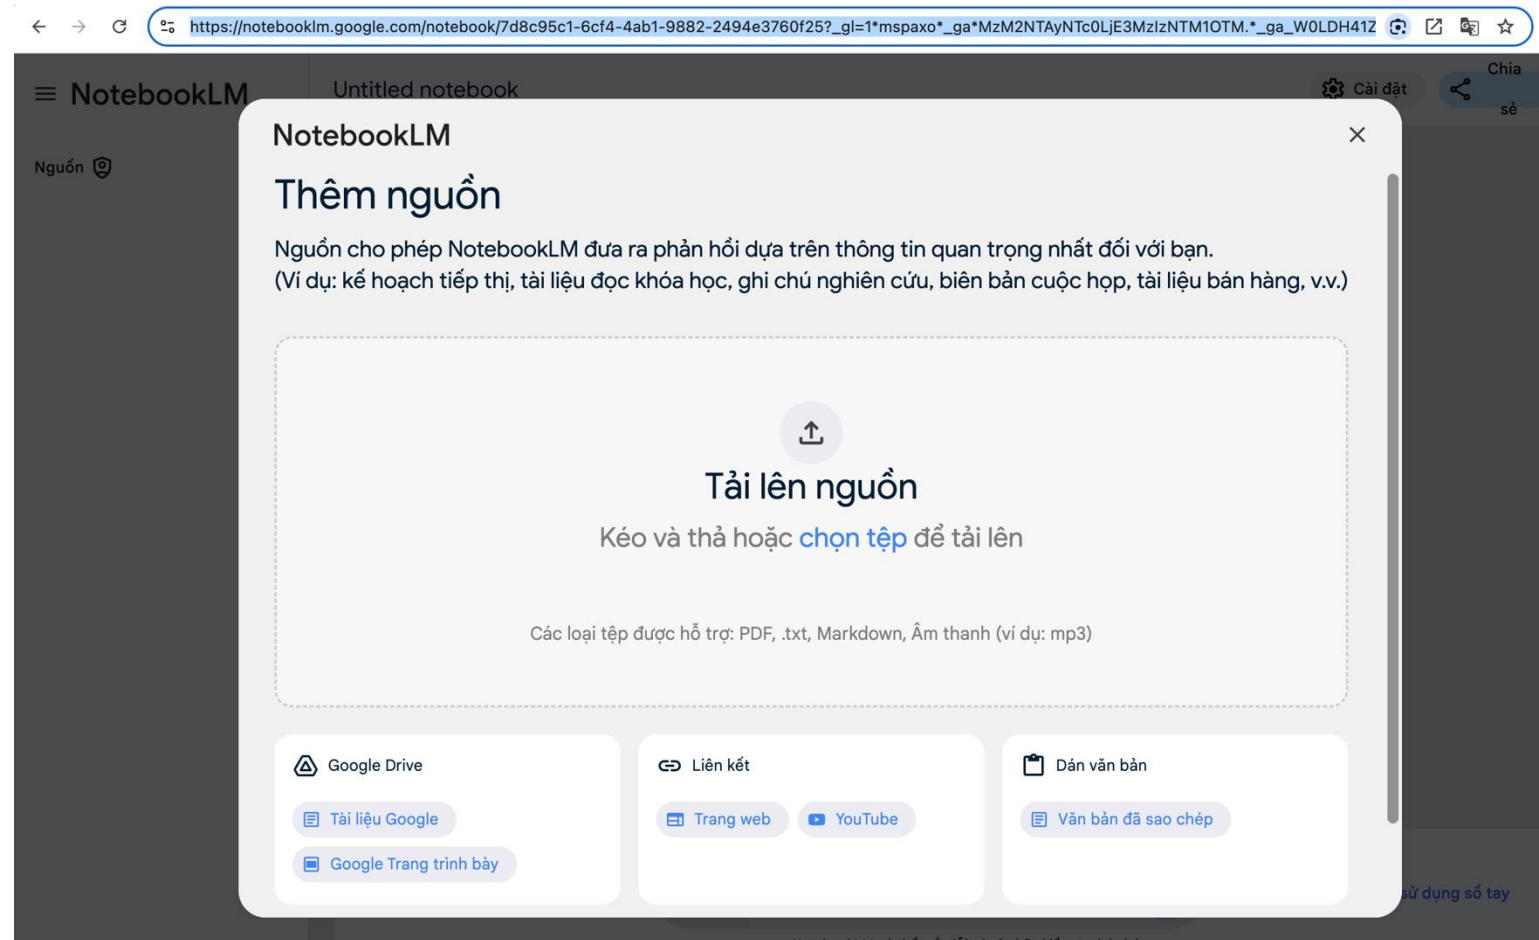 https://notebooklm.google.com/notebook/7d8c95c1-6cf4-4ab1-9882-2494e3760f25?_gl=1*mspaxo*_ga*MzM2NTAyNTc0LjE3MzIzNTM1OTM.*_ga_W0LDH41Z
NotebookLM
Untitled notebook
Cài đặt
Chia sẻ
Nguồn
NotebookLM
Thêm nguồn
Nguồn cho phép NotebookLM đưa ra phản hồi dựa trên thông tin quan trọng nhất đối với bạn.
(Ví dụ: kế hoạch tiếp thị, tài liệu đọc khóa học, ghi chú nghiên cứu, biên bản cuộc họp, tài liệu bán hàng, v.v.)
Tải lên nguồn
Kéo và thả hoặc chọn tệp để tải lên
Các loại tệp được hỗ trợ: PDF, .txt, Markdown, Âm thanh (ví dụ: mp3)
Google Drive
Tài liệu Google
Google Trang trình bày
Liên kết
Trang web
YouTube
Dán văn bản
Văn bản đã sao chép
sử dụng sổ tay